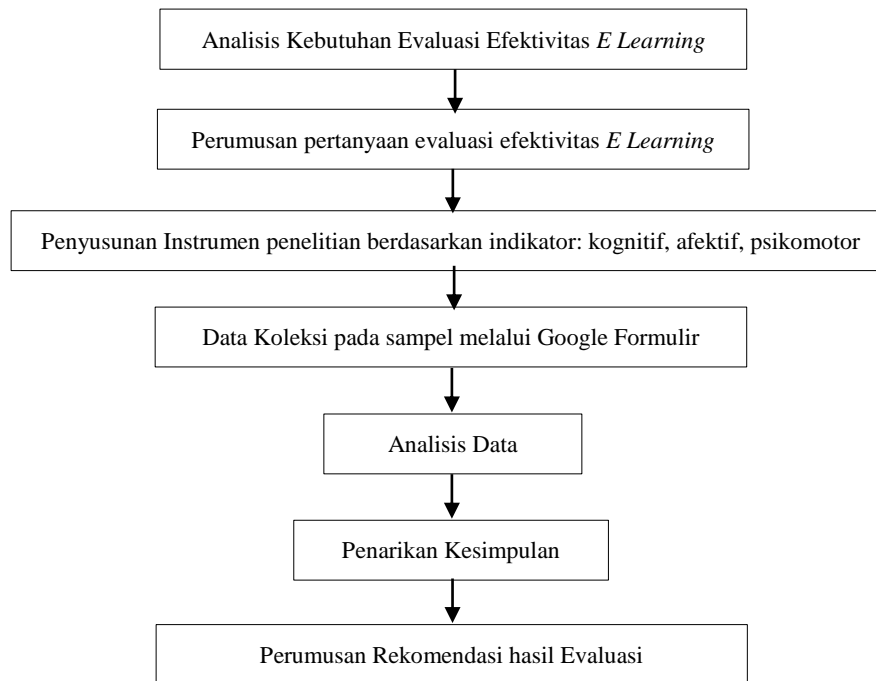 Analisis Kebutuhan Evaluasi Efektivitas E Learning
Perumusan pertanyaan evaluasi efektivitas E Learning
Penyusunan Instrumen penelitian berdasarkan indikator: kognitif, afektif, psikomotor
Data Koleksi pada sampel melalui Google Formulir
Analisis Data
Penarikan Kesimpulan
Perumusan Rekomendasi hasil Evaluasi